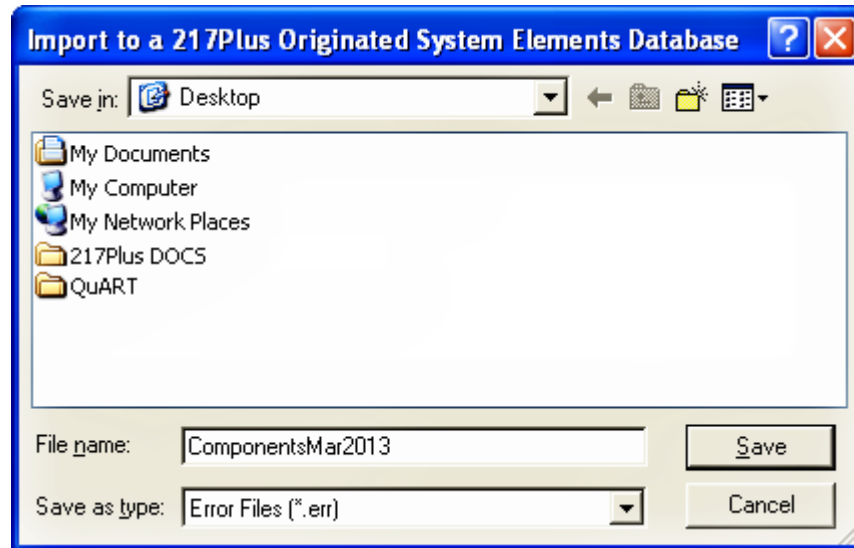 Import to a 217Plus Originated System Elements Database
Save in: Desktop
My Documents
My Computer
My Network Places
217Plus DOCS
QuART
File name: ComponentsMar2013 Save
Save as type: Error Files (*.err) Cancel